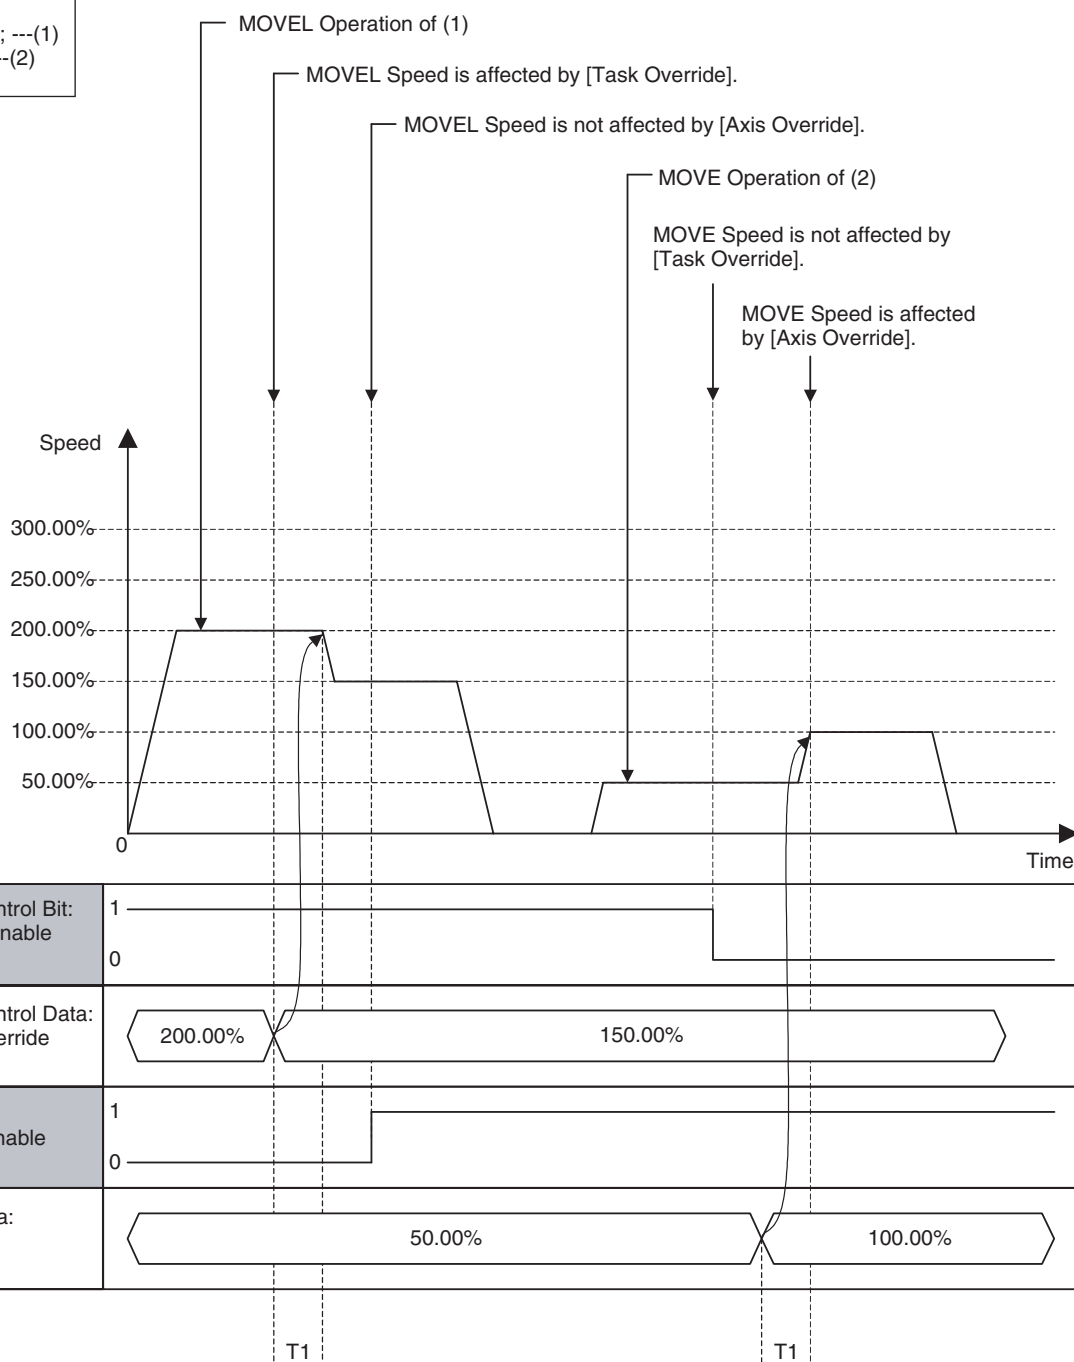 ; ---(1)
--(2)
MOVEL Operation of (1)
MOVEL Speed is affected by [Task Override].
MOVEL Speed is not affected by [Axis Override].
MOVE Operation of (2)
MOVE Speed is not affected by
[Task Override].
MOVE Speed is affected
by [Axis Override].
Speed
300.00%
250.00%
200.00%
150.00%
100.00%
50.00%
0
Time
ntrol Bit:
nable
1
0
ntrol Data:
erride
200.00%
150.00%
nable
1
0
a:
50.00%
100.00%
T1
T1